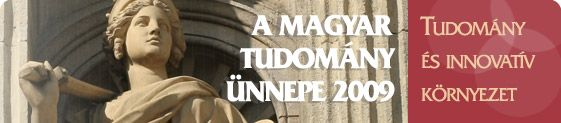 A MAGYAR
TUDOMÁNY
ÜNNEPE 2009
TUDOMÁNY
ÉS INNOVATÍV
KÖRNYEZET